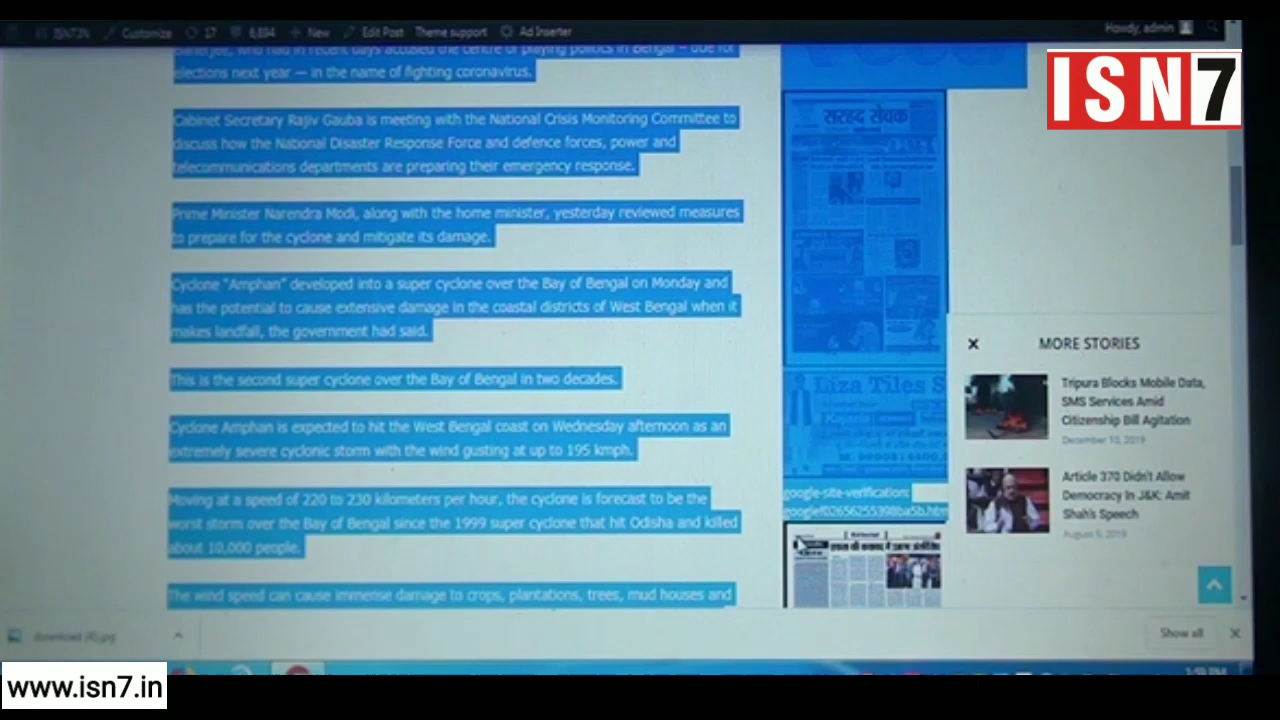 ISN7.IN Customize 17 6,894 New Edit Post Theme support Ad Inserter Howdy, admin
ISN7
Banerjee, who had in recent days accused the centre of playing politics in Bengal – due for
elections next year — in the name of fighting coronavirus.
Cabinet Secretary Rajiv Gauba is meeting with the National Crisis Monitoring Committee to
discuss how the National Disaster Response Force and defence forces, power and
telecommunications departments are preparing their emergency response.
Prime Minister Narendra Modi, along with the home minister, yesterday reviewed measures
to prepare for the cyclone and mitigate its damage.
Cyclone "Amphan" developed into a super cyclone over the Bay of Bengal on Monday and
has the potential to cause extensive damage in the coastal districts of West Bengal when it
makes landfall, the government had said.
This is the second super cyclone over the Bay of Bengal in two decades.
Cyclone Amphan is expected to hit the West Bengal coast on Wednesday afternoon as an
extremely severe cyclonic storm with the wind gusting at up to 195 kmph.
Moving at a speed of 220 to 230 kilometers per hour, the cyclone is forecast to be the
worst storm over the Bay of Bengal since the 1999 super cyclone that hit Odisha and killed
about 10,000 people.
The wind speed can cause immense damage to crops, plantations, trees, mud houses and
सरहद सेवक
Liza Tiles S
google-site-verification:
googlef02656255398ba5b.htm
MORE STORIES
Tripura Blocks Mobile Data,
SMS Services Amid
Citizenship Bill Agitation
December 10, 2019
Article 370 Didn't Allow
Democracy In J&K: Amit
Shah's Speech
August 5, 2019
download (4).jpg
Show all
1:59 PM
www.isn7.in